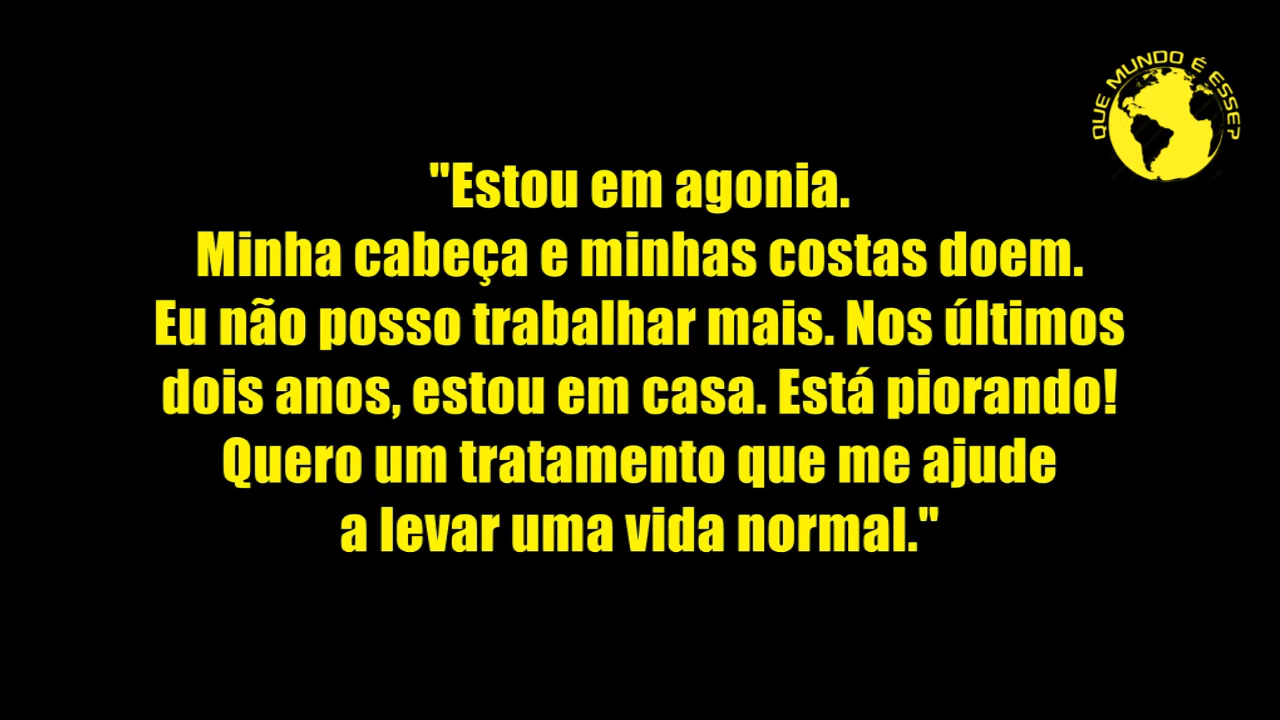 QUE MUNDO É ESSE?
"Estou em agonia.
Minha cabeça e minhas costas doem.
Eu não posso trabalhar mais. Nos últimos
dois anos, estou em casa. Está piorando!
Quero um tratamento que me ajude
a levar uma vida normal."